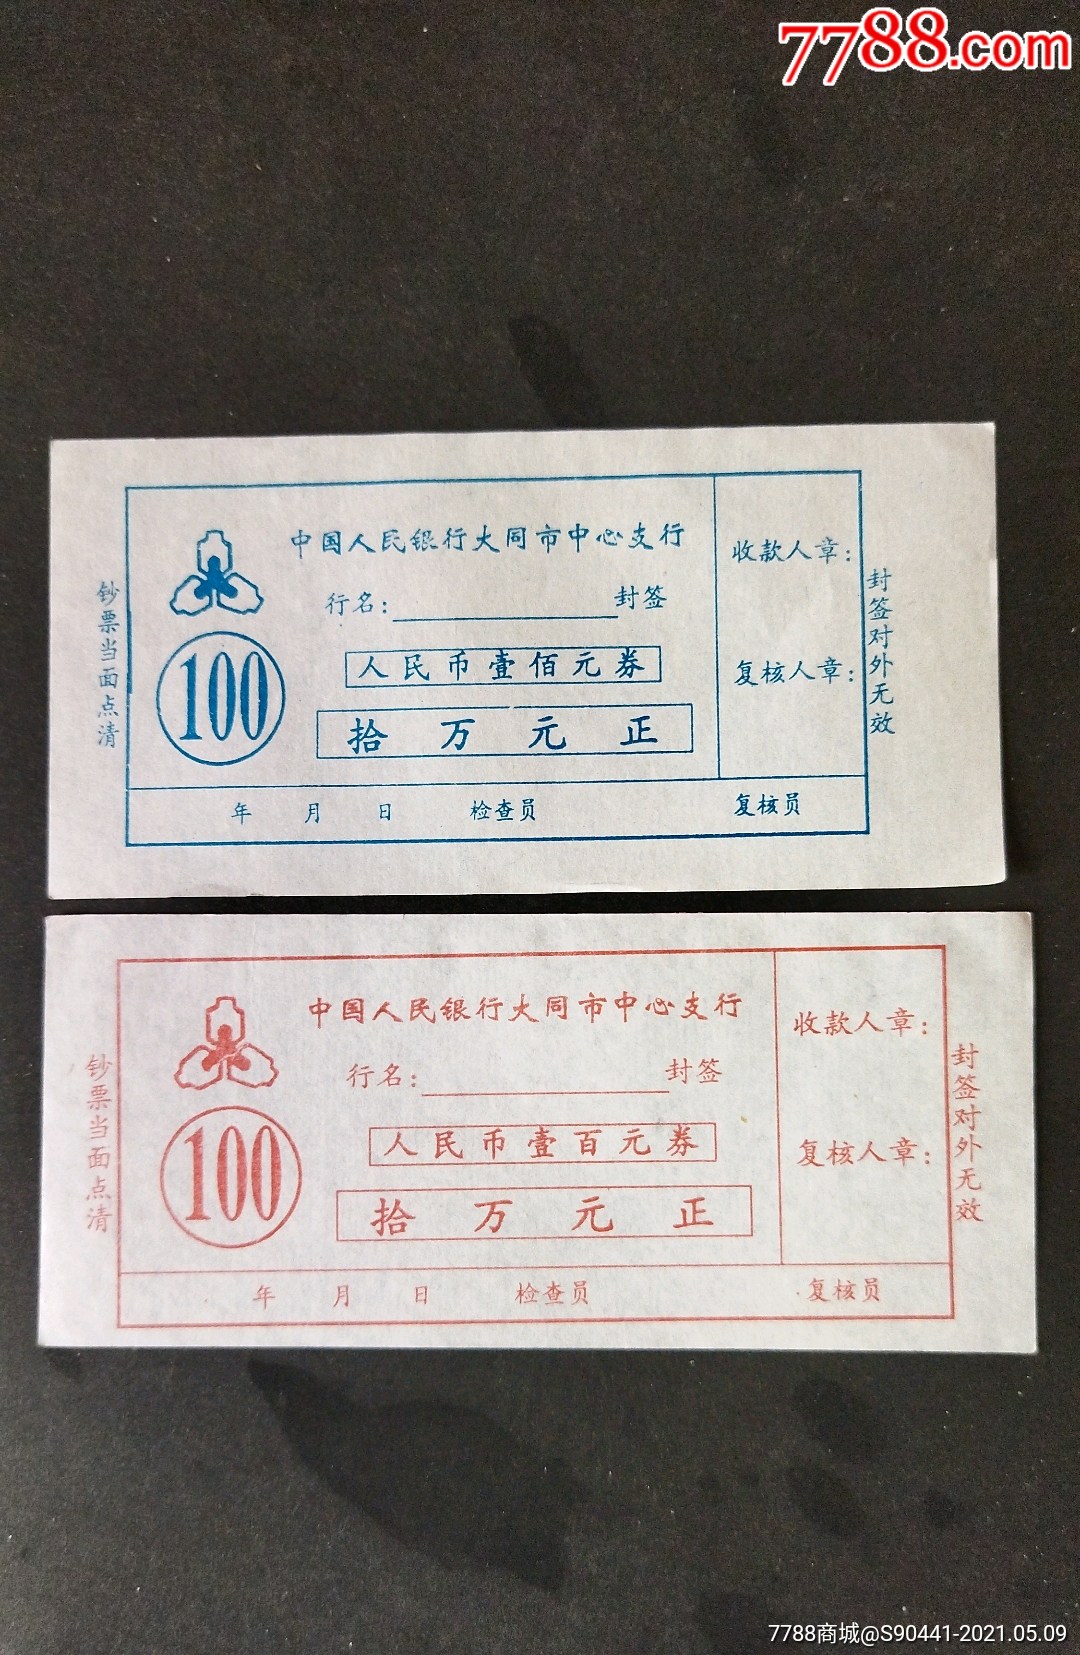 7788.com
中国人民银行大同市中心支行
行名:封签
100
人民币壹佰元券
拾万元正
收款人章:
复核人章:
年 月 日 检查员 复核员
钞票当面点清
封签对外无效
中国人民银行大同市中心支行
行名:封签
100
人民币壹百元券
拾万元正
收款人章:
复核人章:
年 月 日 检查员 复核员
钞票当面点清
封签对外无效
7788商城@S90441-2021.05.09